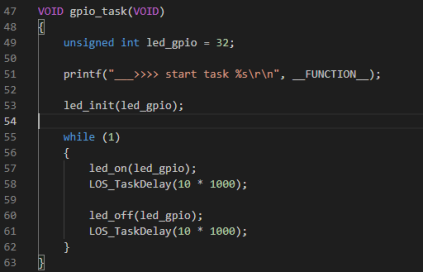 47 VOID gpio_task(VOID)
48 {
49     unsigned int led_gpio = 32;
50
51     printf("___>>>> start task %s\r\n", __FUNCTION__);
52
53     led_init(led_gpio);
54
55     while (1)
56     {
57         led_on(led_gpio);
58         LOS_TaskDelay(10 * 1000);
59
60         led_off(led_gpio);
61         LOS_TaskDelay(10 * 1000);
62     }
63 }